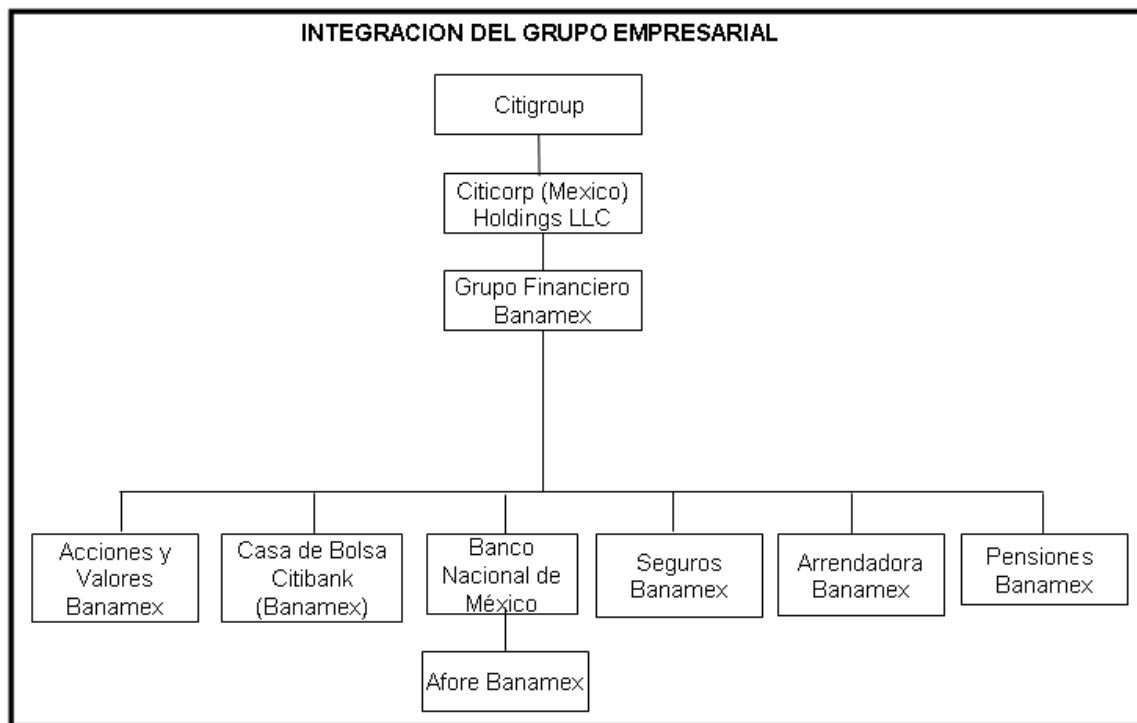 INTEGRACION DEL GRUPO EMPRESARIAL
Citigroup
Citicorp (Mexico)
Holdings LLC
Grupo Financiero
Banamex
Acciones y
Valores
Banamex
Casa de Bolsa
Citibank
(Banamex)
Banco
Nacional de
México
Seguros
Banamex
Arrendadora
Banamex
Pensiones
Banamex
Afore Banamex